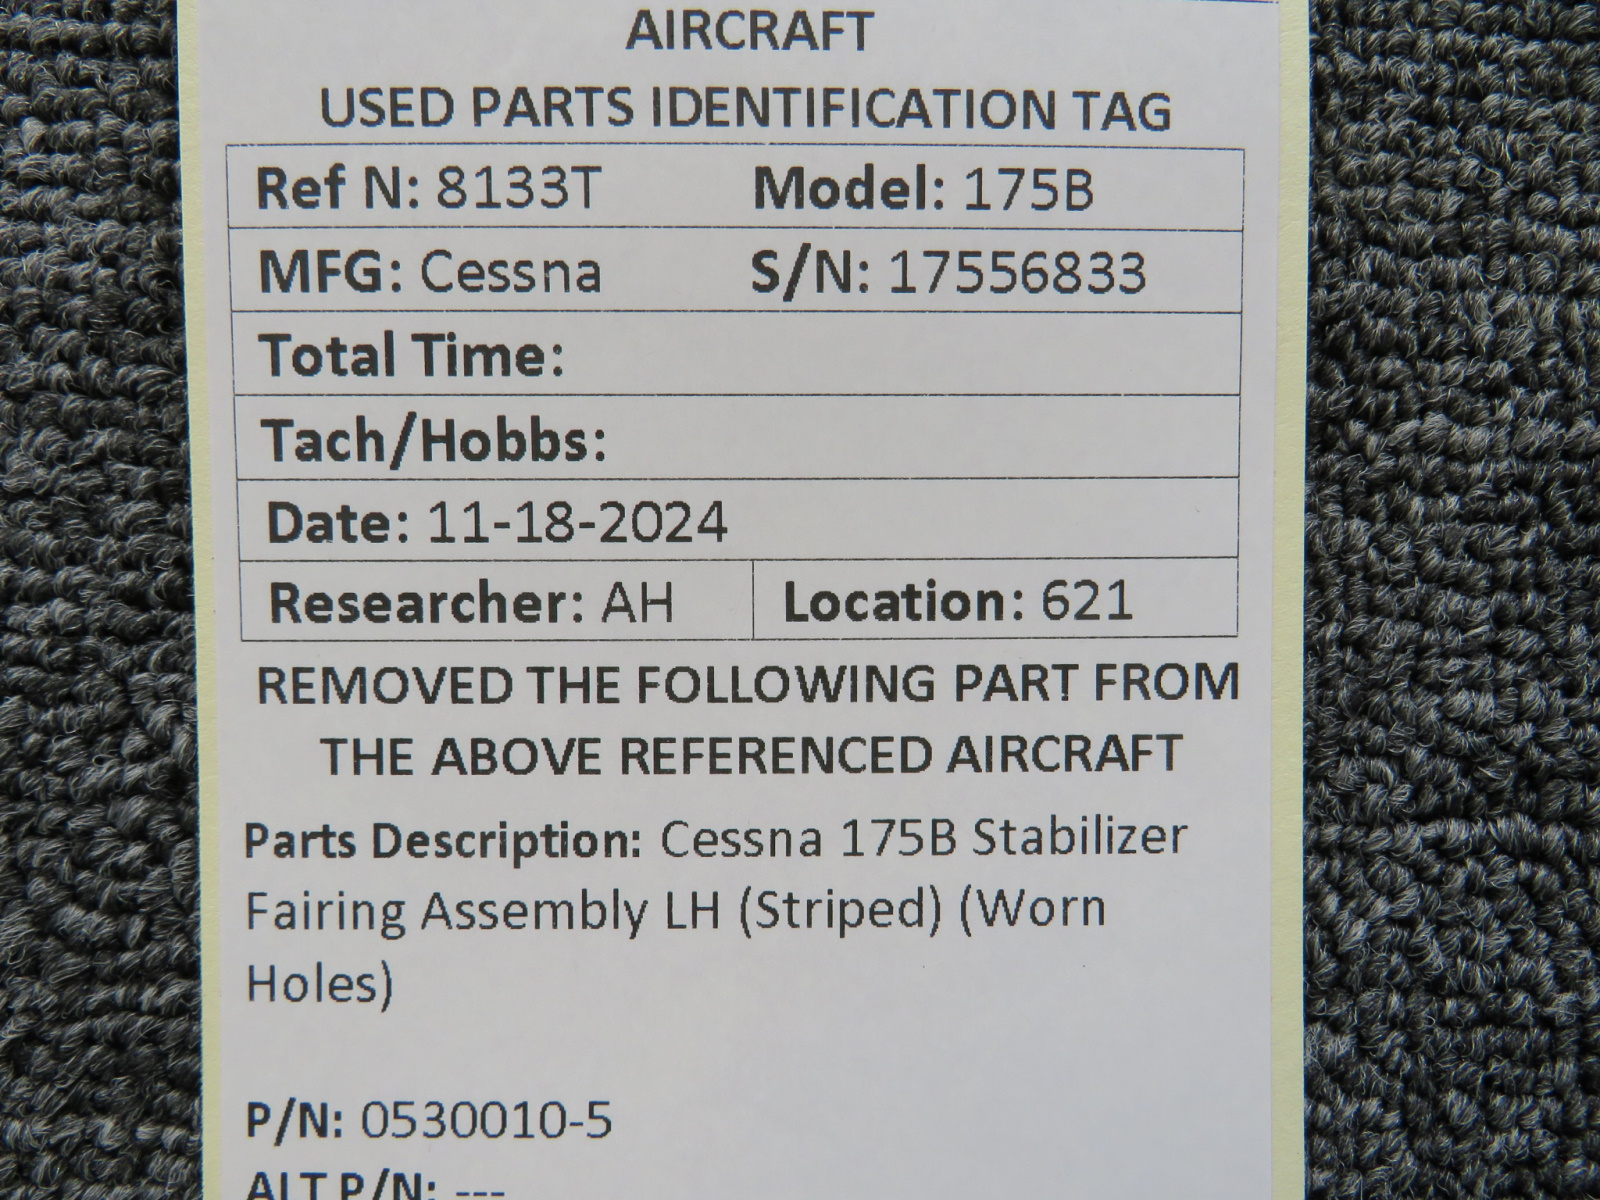 AIRCRAFT
USED PARTS IDENTIFICATION TAG
Ref N: 8133T Model: 175B
MFG: Cessna S/N: 17556833
Total Time:
Tach/Hobbs:
Date: 11-18-2024
Researcher: AH Location: 621
REMOVED THE FOLLOWING PART FROM
THE ABOVE REFERENCED AIRCRAFT
Parts Description: Cessna 175B Stabilizer
Fairing Assembly LH (Striped) (Worn
Holes)
P/N: 0530010-5
ALT P/N: ---